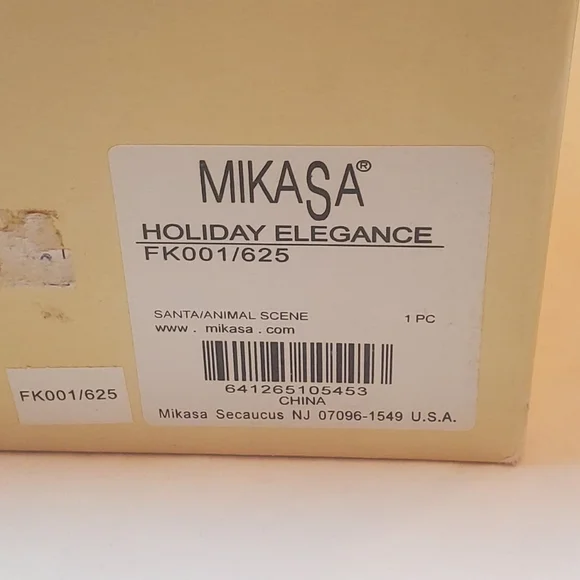 MIKASA®
HOLIDAY ELEGANCE
FK001/625
SANTA/ANIMAL SCENE 1 PC
www . mikasa . com
641265105453
CHINA
Mikasa Secaucus NJ 07096-1549 U.S.A.
FK001/625